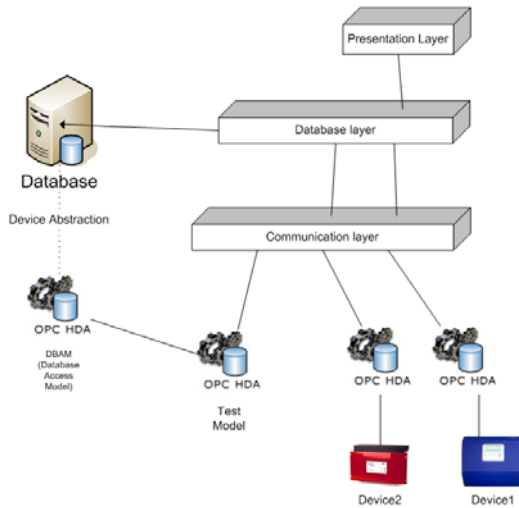 Presentation Layer
Database layer
Database
Device Abstraction
Communication layer
OPC HDA
DBAM
(Database
Access
Model)
OPC HDA
Test
Model
OPC HDA
OPC HDA
Device2
Device1